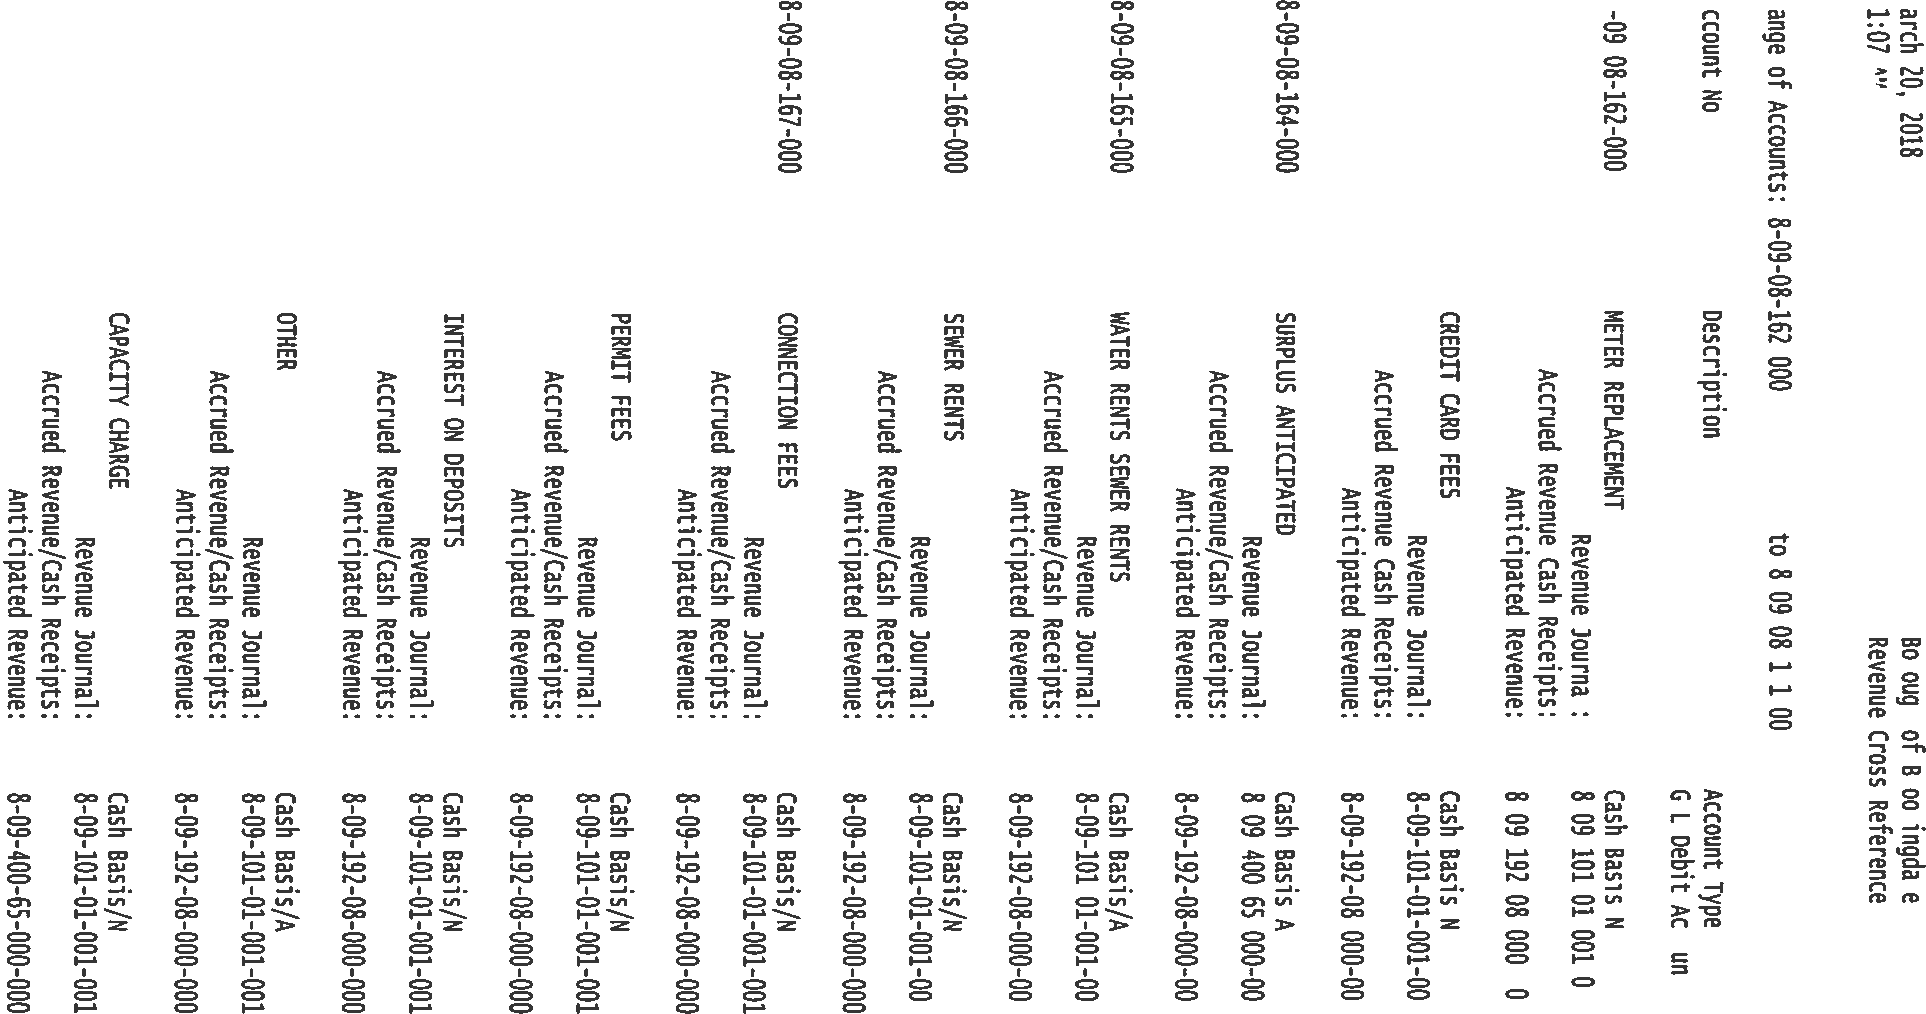 arch 20, 2018 Bo oug of B oo ingda e
1:07 Revenue Cross Reference
ange of Accounts: 8-09-08-162 000 to 8 09 08 1 1 00
ccount No Description Account Type
G L Debit Ac un
-09 08-162-000 METER REPLACEMENT Cash Basis N
Revenue Journa : 8 09 101 01 001 0
Accrued Revenue Cash Receipts:
Anticipated Revenue: 8 09 192 08 000 0
CREDIT CARD FEES Cash Basis N
Revenue Journal: 8-09-101-01-001-00
Accrued Revenue Cash Receipts:
Anticipated Revenue: 8-09-192-08 000-00
8-09-08-164-000 SURPLUS ANTICIPATED Cash Basis A
Revenue Journal: 8 09 400 65 000-00
Accrued Revenue/Cash Receipts:
Anticipated Revenue: 8-09-192-08-000-00
8-09-08-165-000 WATER RENTS SEWER RENTS Cash Basis/A
Revenue Journal: 8-09-101 01-001-00
Accrued Revenue/Cash Receipts:
Anticipated Revenue: 8-09-192-08-000-00
8-09-08-166-000 SEWER RENTS Cash Basis/N
Revenue Journal: 8-09-101-01-001-00
Accrued Revenue/Cash Receipts:
Anticipated Revenue: 8-09-192-08-000-000
8-09-08-167-000 CONNECTION FEES Cash Basis/N
Revenue Journal: 8-09-101-01-001-001
Accrued Revenue/Cash Receipts:
Anticipated Revenue: 8-09-192-08-000-000
PERMIT FEES Cash Basis/N
Revenue Journal: 8-09-101-01-001-001
Accrued Revenue/Cash Receipts:
Anticipated Revenue: 8-09-192-08-000-000
INTEREST ON DEPOSITS Cash Basis/N
Revenue Journal: 8-09-101-01-001-001
Accrued Revenue/Cash Receipts:
Anticipated Revenue: 8-09-192-08-000-000
OTHER Cash Basis/A
Revenue Journal: 8-09-101-01-001-001
Accrued Revenue/Cash Receipts:
Anticipated Revenue: 8-09-192-08-000-000
CAPACITY CHARGE Cash Basis/N
Revenue Journal: 8-09-101-01-001-001
Accrued Revenue/Cash Receipts:
Anticipated Revenue: 8-09-400-65-000-000